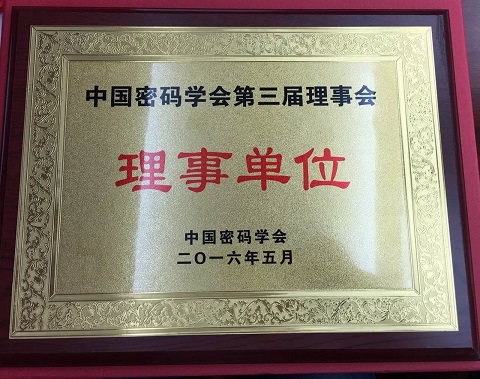 中国密码学会第三届理事会
理事单位
中国密码学会
二〇一六年五月